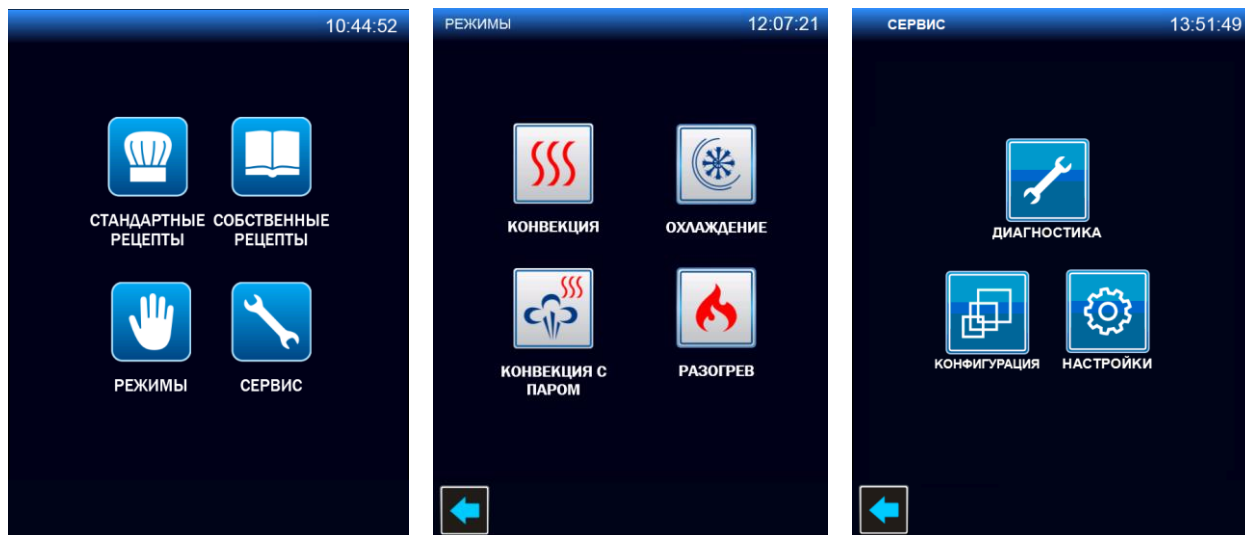 10:44:52
СТАНДАРТНЫЕ
РЕЦЕПТЫ
СОБСТВЕННЫЕ
РЕЦЕПТЫ
РЕЖИМЫ
СЕРВИС
РЕЖИМЫ
12:07:21
КОНВЕКЦИЯ
ОХЛАЖДЕНИЕ
КОНВЕКЦИЯ С
ПАРОМ
РАЗОГРЕВ
СЕРВИС
13:51:49
ДИАГНОСТИКА
КОНФИГУРАЦИЯ
НАСТРОЙКИ